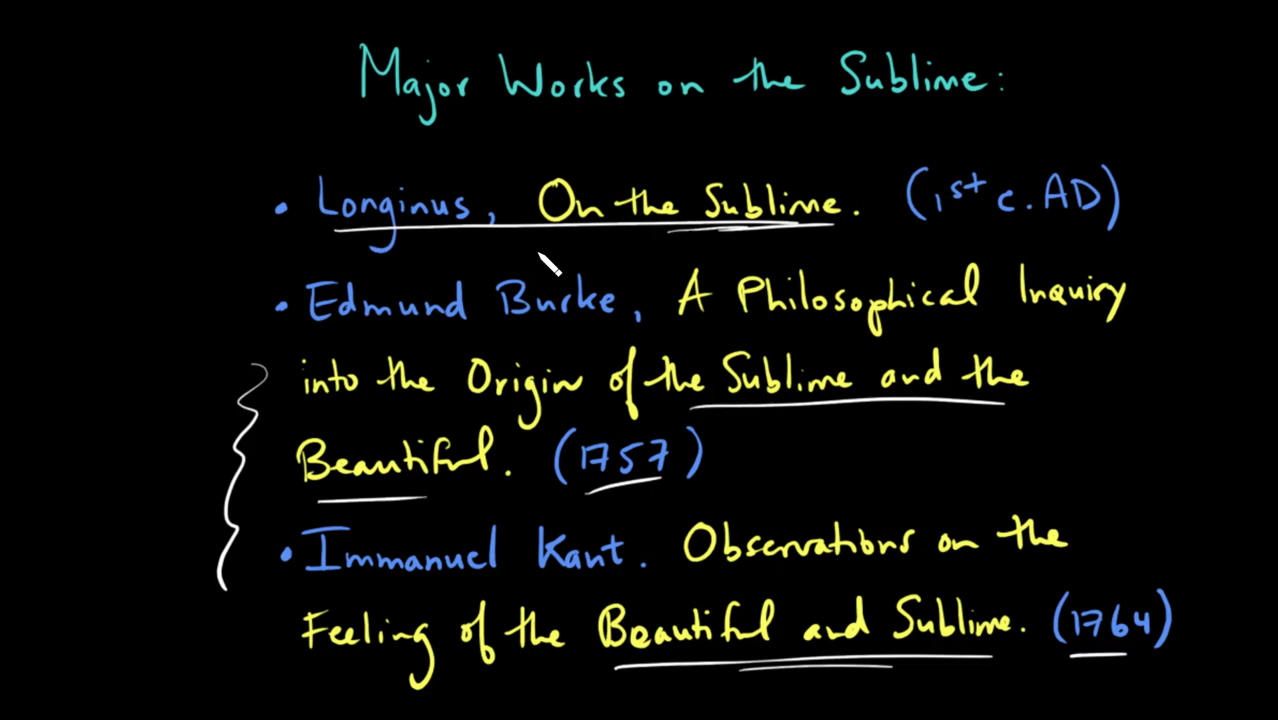 Major Works on the Sublime:
• Longinus, On the Sublime. (1st c. AD)
• Edmund Burke, A Philosophical Inquiry
into the Origin of the Sublime and the
Beautiful. (1757)
• Immanuel Kant. Observations on the
Feeling of the Beautiful and Sublime. (1764)